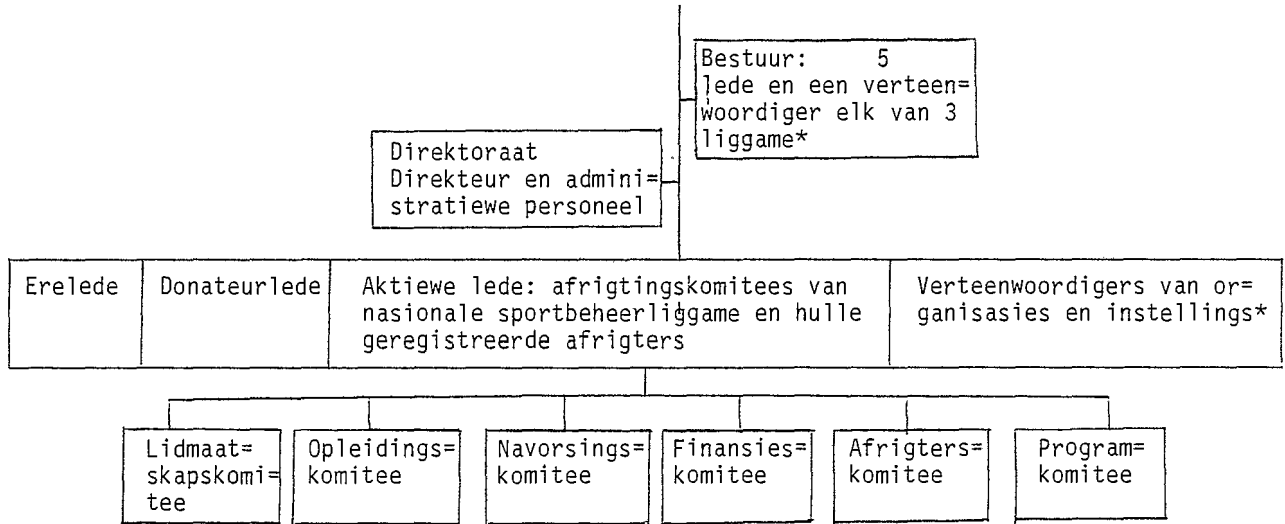 Bestuur: 5
lede en een verteen=
woordiger elk van 3
liggame*
Direktoraat
Direkteur en admini=
stratiewe personeel
Erelede
Donateurlede
Aktiewe lede: afrigtingskomitees van
nasionale sportbeheerliggame en hulle
geregistreerde afrigters
Verteenwoordigers van or=
ganisasies en instellings*
Lidmaat=
skapskomi=
tee
Opleidings=
komitee
Navorsings=
komitee
Finansies=
komitee
Afrigters=
komitee
Program=
komitee